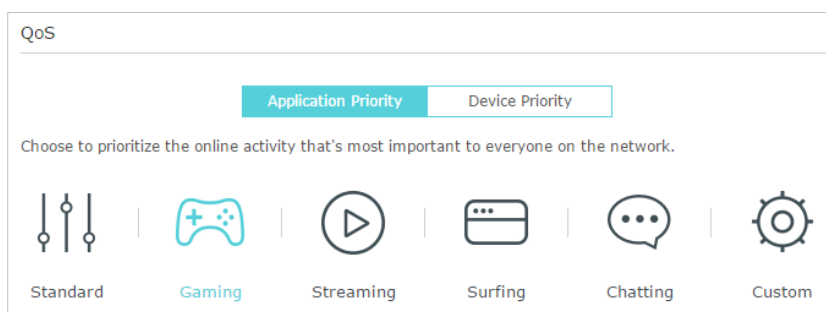 QoS
Application Priority Device Priority
Choose to prioritize the online activity that's most important to everyone on the network.
Standard Gaming Streaming Surfing Chatting Custom